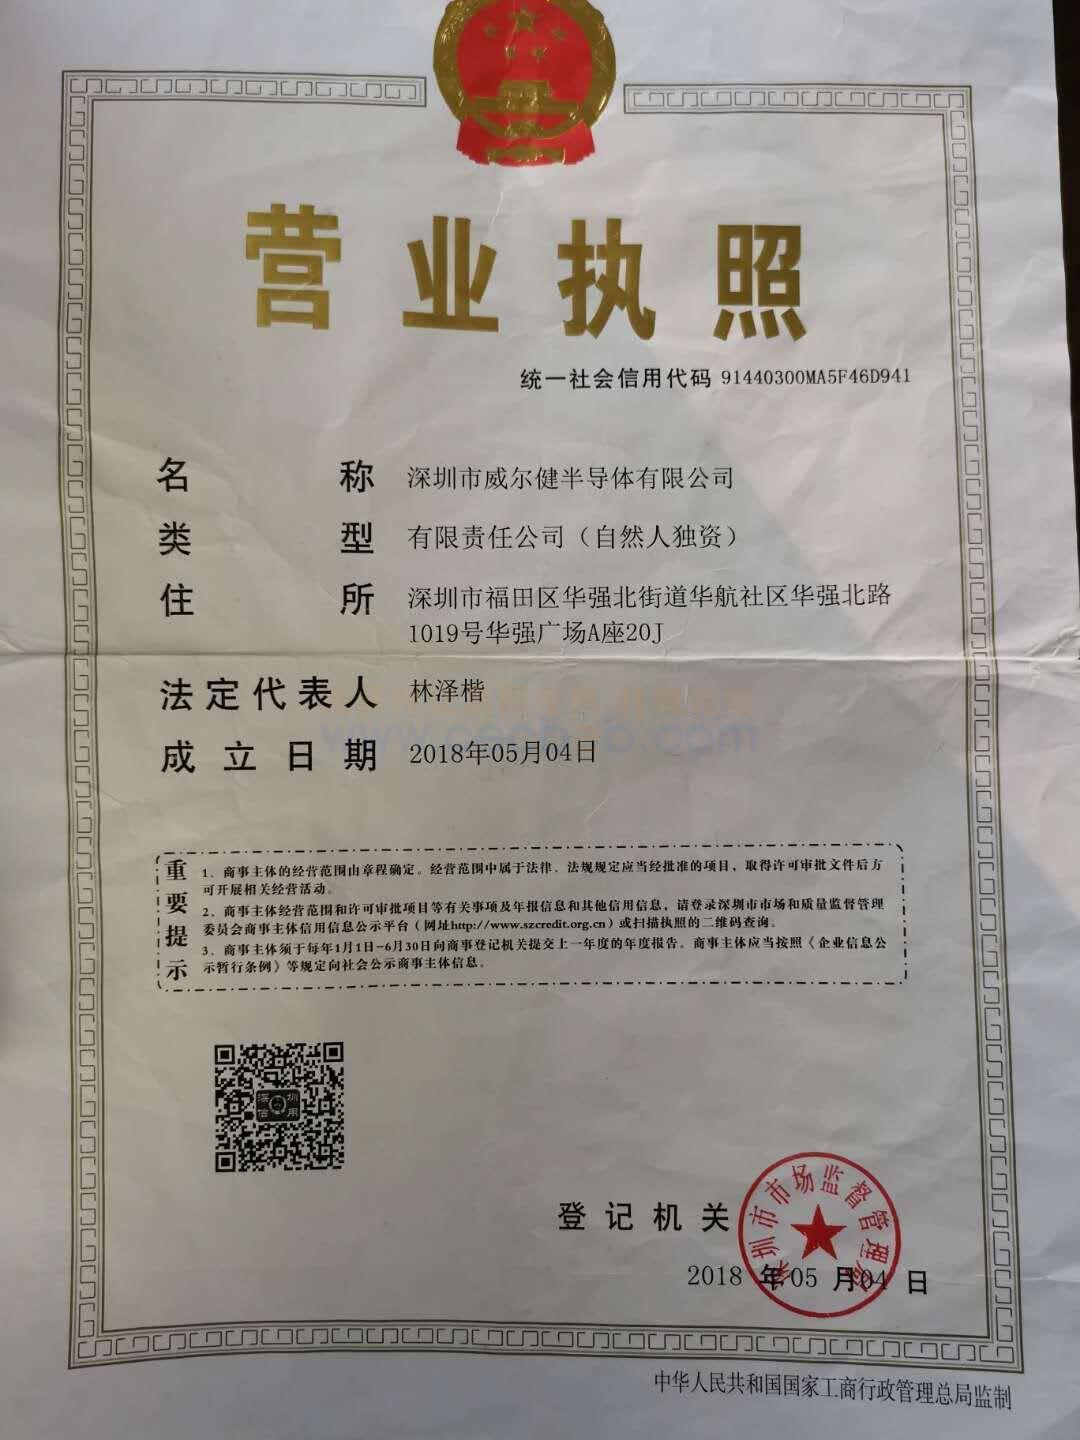 营业执照
统一社会信用代码 91440300MA5F46D941
名称 深圳市威尔健半导体有限公司
类型 有限责任公司（自然人独资）
住所 深圳市福田区华强北街道华航社区华强北路
1019号华强广场A座20J
法定代表人 林泽楷
成立日期 2018年05月04日
重要提示
1．商事主体的经营范围由章程确定。经营范围中属于法律、法规规定应当经批准的项目，取得许可审批文件后方
可开展相关经营活动。
2．商事主体经营范围和许可审批项目等有关事项及年报信息和其他信用信息，请登录深圳市市场和质量监督管理
委员会商事主体信用信息公示平台（网址http://www.szcredit.org.cn）或扫描执照的二维码查询。
3．商事主体须于每年1月1日-6月30日向商事登记机关提交上一年度的年度报告。商事主体应当按照《企业信息公
示暂行条例》等规定向社会公示商事主体信息。
深圳信用
登记机关
深圳市市场监督管理局
2018 年 05 月 04 日
中华人民共和国国家工商行政管理总局监制